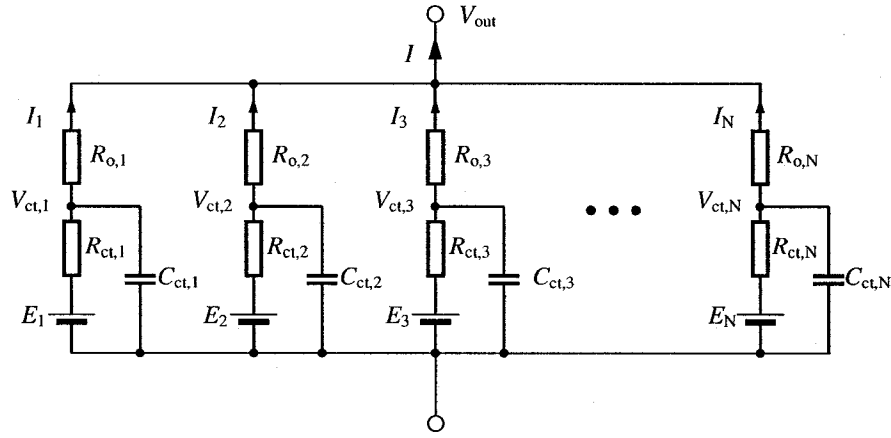 V_out
I
I_1
I_2
I_3
I_N
R_o,1
R_o,2
R_o,3
R_o,N
V_ct,1
V_ct,2
V_ct,3
V_ct,N
R_ct,1
R_ct,2
R_ct,3
R_ct,N
C_ct,1
C_ct,2
C_ct,3
C_ct,N
E_1
E_2
E_3
E_N